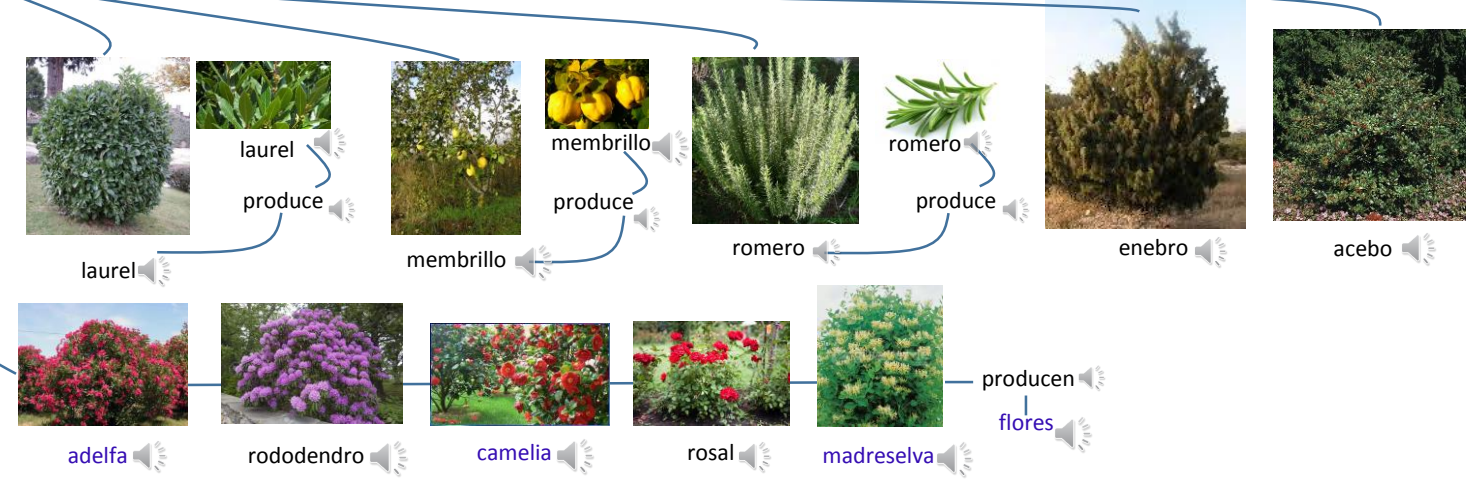 laurel
produce
laurel
membrillo
produce
membrillo
romero
produce
romero
enebro
acebo
adelfa
rododendro
camelia
rosal
madreselva
producen
flores